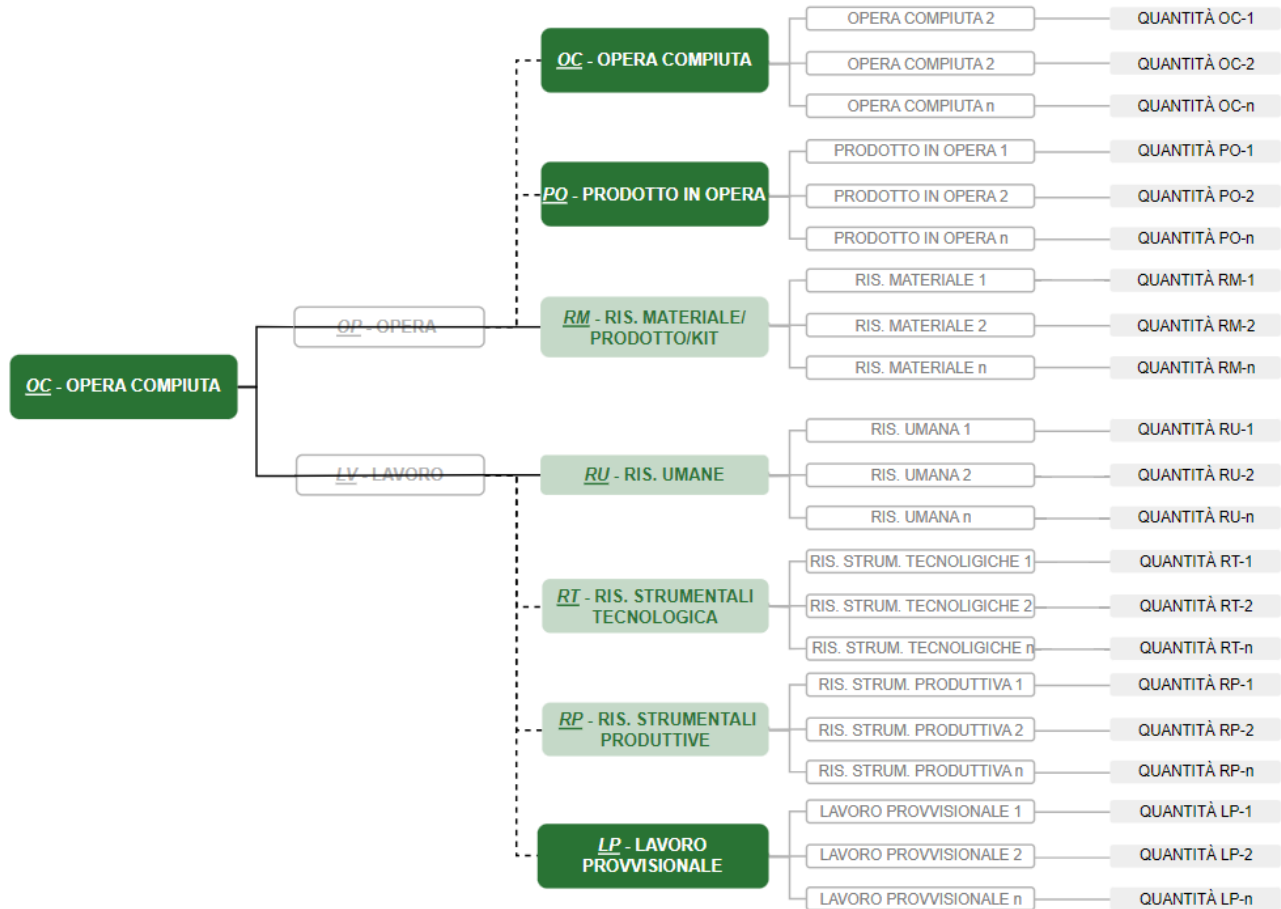 OC - OPERA COMPIUTA
OP - OPERA
LV - LAVORO
OC - OPERA COMPIUTA
OPERA COMPIUTA 2 QUANTITÀ OC-1
OPERA COMPIUTA 2 QUANTITÀ OC-2
OPERA COMPIUTA n QUANTITÀ OC-n
PO - PRODOTTO IN OPERA
PRODOTTO IN OPERA 1 QUANTITÀ PO-1
PRODOTTO IN OPERA 2 QUANTITÀ PO-2
PRODOTTO IN OPERA n QUANTITÀ PO-n
RM - RIS. MATERIALE/
PRODOTTO/KIT
RIS. MATERIALE 1 QUANTITÀ RM-1
RIS. MATERIALE 2 QUANTITÀ RM-2
RIS. MATERIALE n QUANTITÀ RM-n
RU - RIS. UMANE
RIS. UMANA 1 QUANTITÀ RU-1
RIS. UMANA 2 QUANTITÀ RU-2
RIS. UMANA n QUANTITÀ RU-n
RT - RIS. STRUMENTALI
TECNOLOGICA
RIS. STRUM. TECNOLIGICHE 1 QUANTITÀ RT-1
RIS. STRUM. TECNOLIGICHE 2 QUANTITÀ RT-2
RIS. STRUM. TECNOLIGICHE n QUANTITÀ RT-n
RP - RIS. STRUMENTALI
PRODUTTIVE
RIS. STRUM. PRODUTTIVA 1 QUANTITÀ RP-1
RIS. STRUM. PRODUTTIVA 2 QUANTITÀ RP-2
RIS. STRUM. PRODUTTIVA n QUANTITÀ RP-n
LP - LAVORO
PROVVISIONALE
LAVORO PROVVISIONALE 1 QUANTITÀ LP-1
LAVORO PROVVISIONALE 2 QUANTITÀ LP-2
LAVORO PROVVISIONALE n QUANTITÀ LP-n